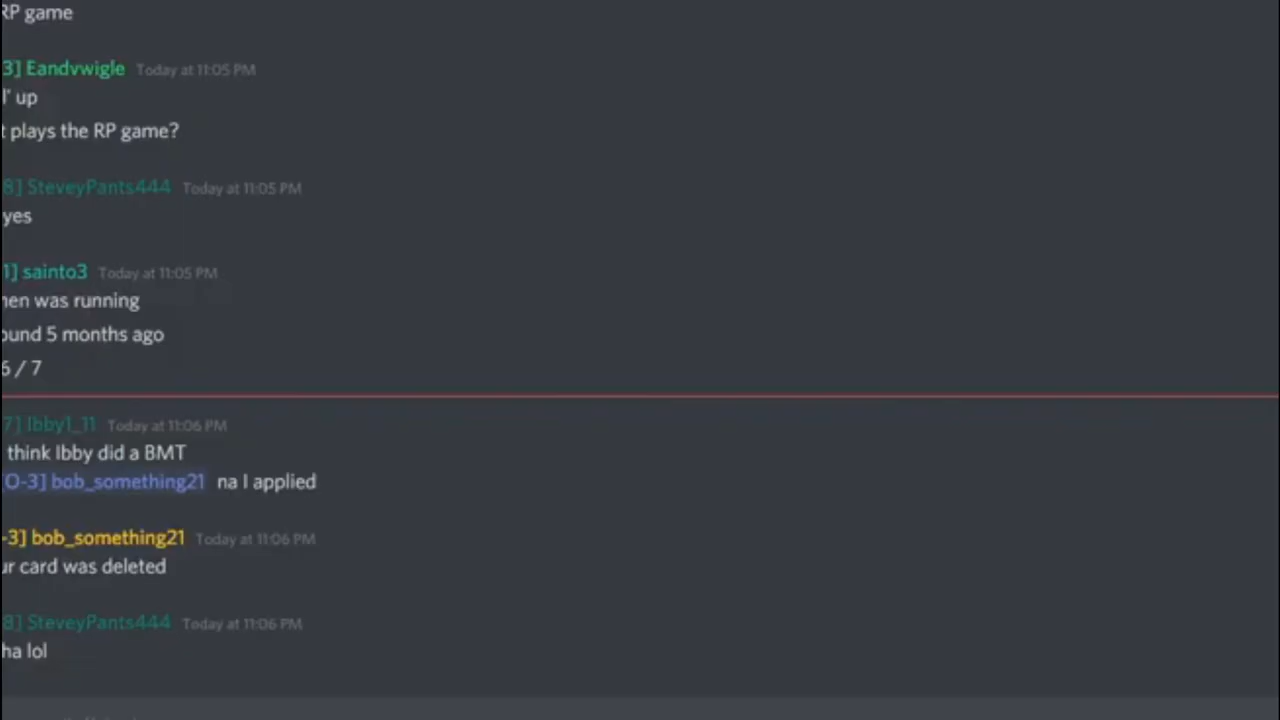 RP game
3] Eandvwigle Today at 11:05 PM
l' up
t plays the RP game?
8] SteveyPants444 Today at 11:05 PM
yes
1] sainto3 Today at 11:05 PM
hen was running
ound 5 months ago
6 / 7
7] Ibby1_11 Today at 11:06 PM
think Ibby did a BMT
[O-3] bob_something21 na I applied
-3] bob_something21 Today at 11:06 PM
ur card was deleted
8] SteveyPants444 Today at 11:06 PM
ha lol